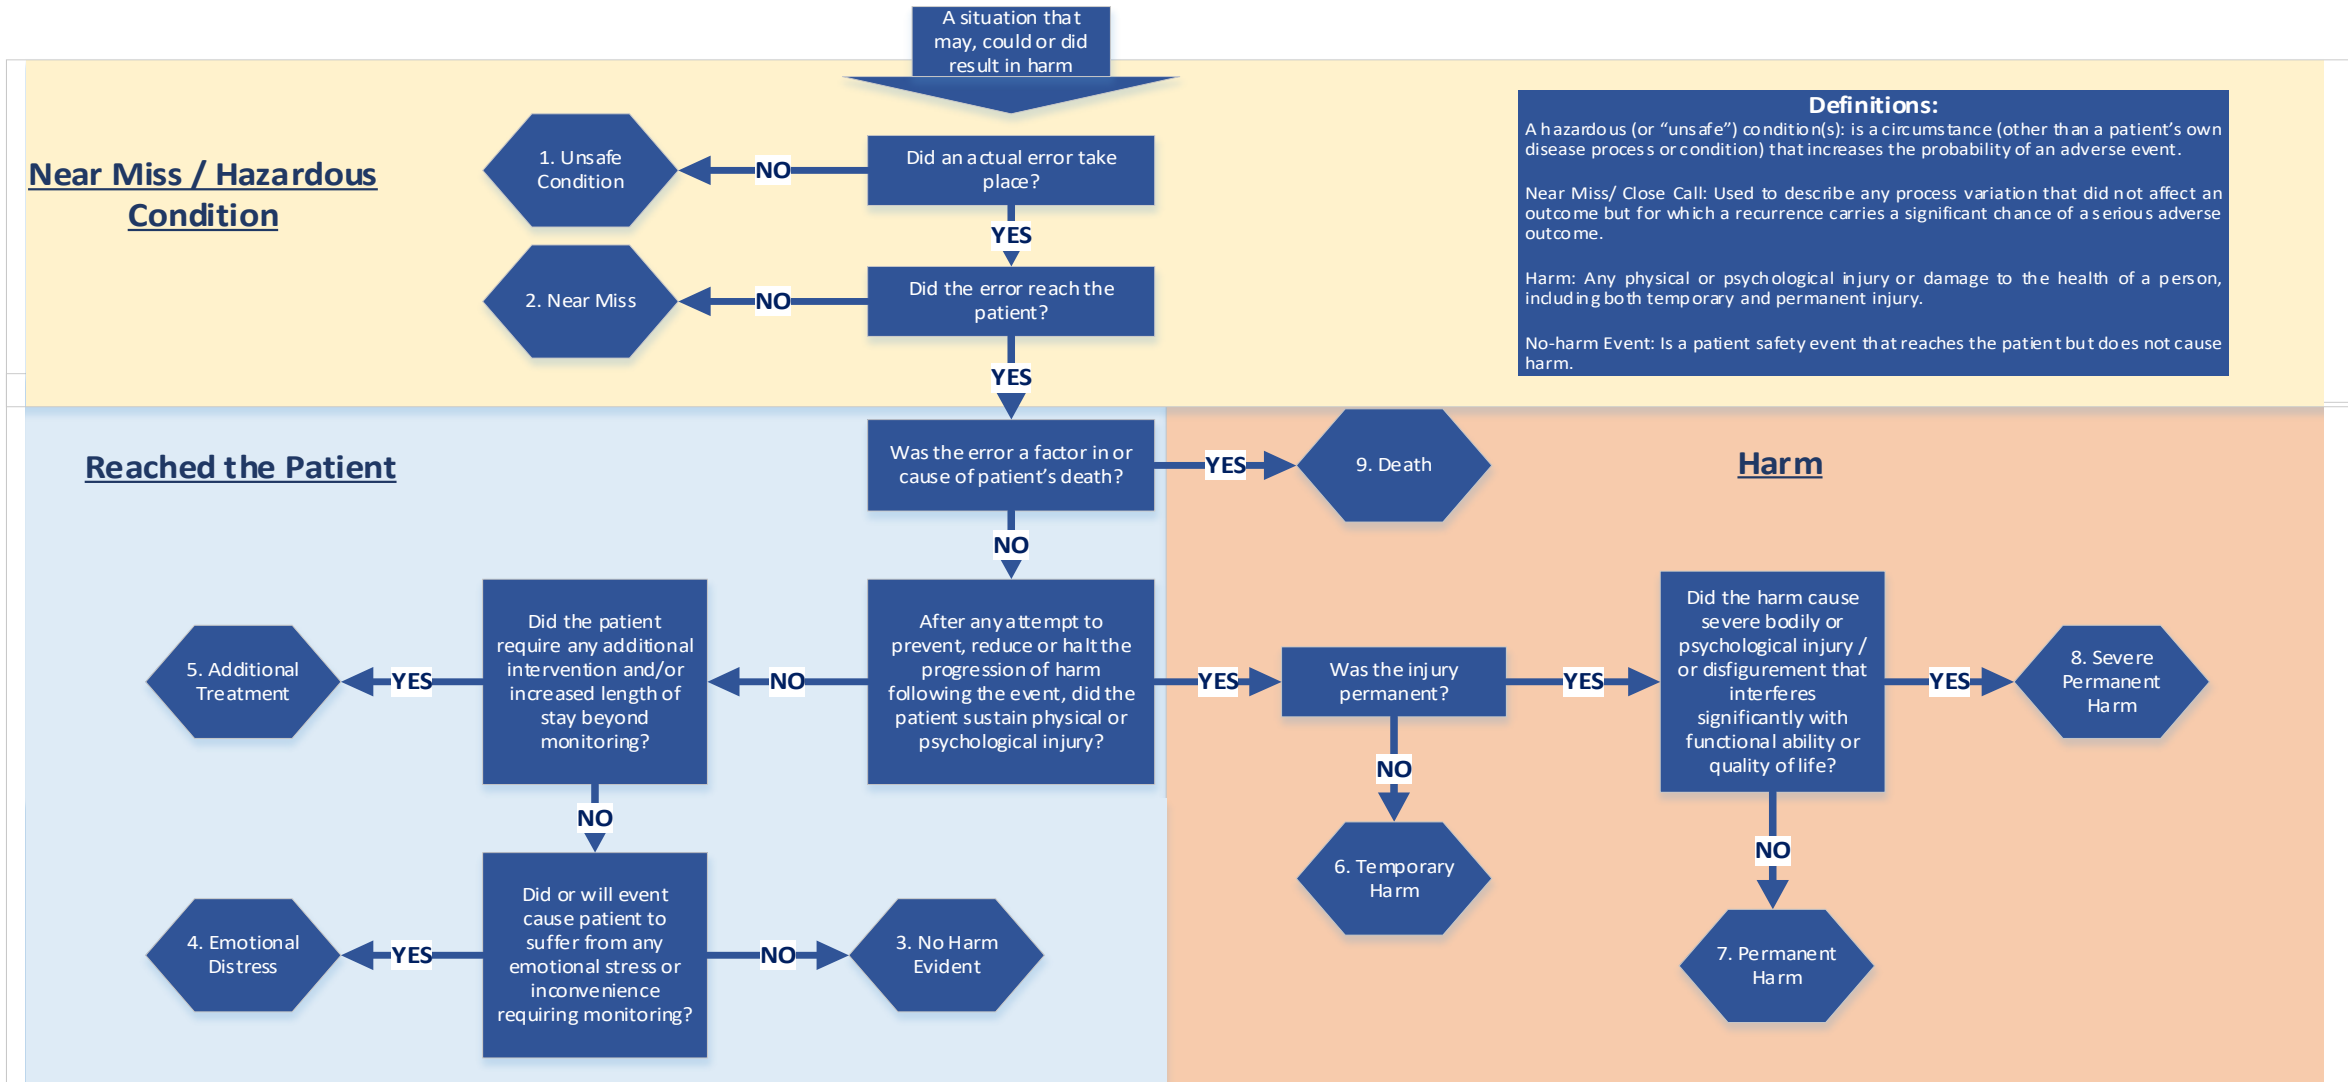 A situation that
may, could or did
result in harm
Near Miss / Hazardous
Condition
1. Unsafe
Condition
NO
Did an actual error take
place?
YES
2. Near Miss
NO
Did the error reach the
patient?
YES
Definitions:
A hazardous (or “unsafe”) condition(s): is a circumstance (other than a patient’s own
disease process or condition) that increases the probability of an adverse event.
Near Miss/ Close Call: Used to describe any process variation that did not affect an
outcome but for which a recurrence carries a significant chance of a serious adverse
outcome.
Harm: Any physical or psychological injury or damage to the health of a person,
including both temporary and permanent injury.
No-harm Event: Is a patient safety event that reaches the patient but does not cause
harm.
Reached the Patient
Was the error a factor in or
cause of patient’s death?
YES
9. Death
Harm
NO
5. Additional
Treatment
YES
Did the patient
require any additional
intervention and/or
increased length of
stay beyond
monitoring?
NO
After any attempt to
prevent, reduce or halt the
progression of harm
following the event, did the
patient sustain physical or
psychological injury?
YES
Was the injury
permanent?
YES
Did the harm cause
severe bodily or
psychological injury /
or disfigurement that
interferes
significantly with
functional ability or
quality of life?
YES
8. Severe
Permanent
Harm
NO
NO
NO
4. Emotional
Distress
YES
Did or will event
cause patient to
suffer from any
emotional stress or
inconvenience
requiring monitoring?
NO
3. No Harm
Evident
6. Temporary
Harm
7. Permanent
Harm